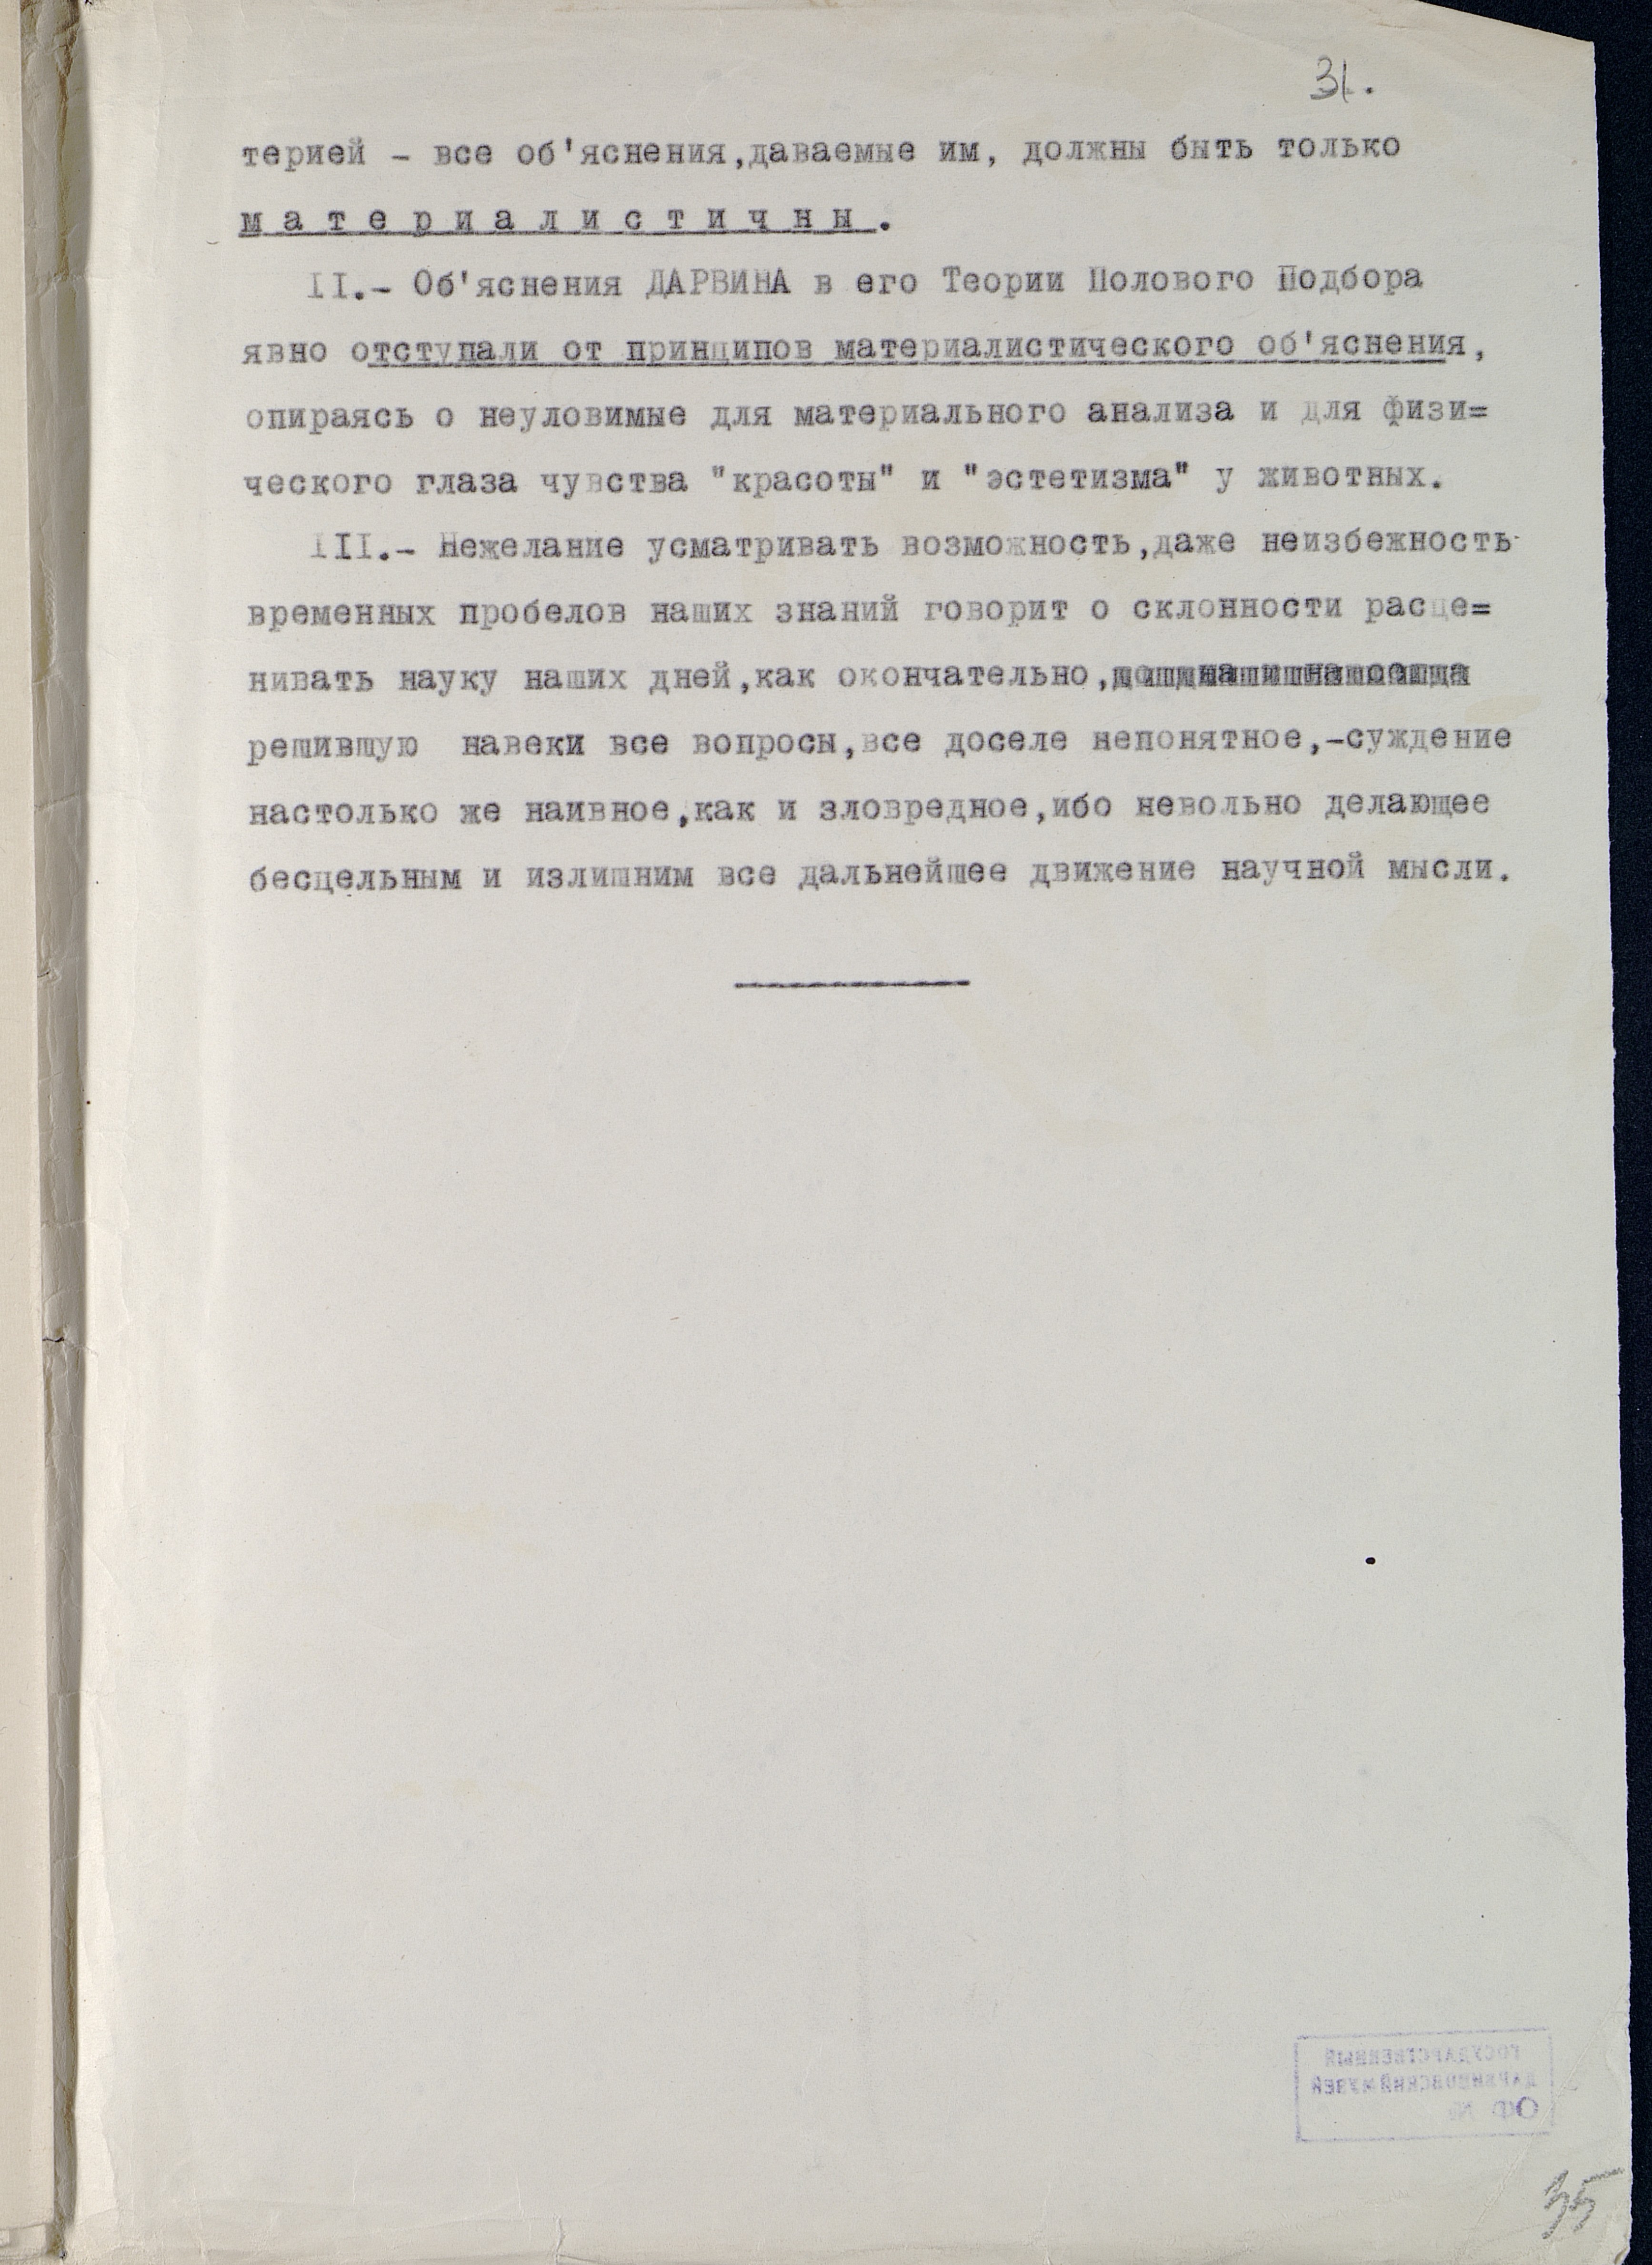 31.
терией - все об'яснения,даваемые им, должны быть только
м а т е р и а л и с т и ч н ы .
II.- Об'яснения ДАРВИНА в его Теории Полового Подбора
явно отступали от принципов материалистического об'яснения,
опираясь о неуловимые для материального анализа и для физи=
ческого глаза чувства "красоты" и "эстетизма" у животных.
III.- Нежелание усматривать возможность,даже неизбежность
временных пробелов наших знаний говорит о склонности расце=
нивать науку наших дней,как окончательно,
решившую навеки все вопросы,все доселе непонятное,-суждение
настолько же наивное,как и зловредное,ибо невольно делающее
бесцельным и излишним все дальнейшее движение научной мысли.
ГОСУДАРСТВЕННЫЙ
ДАРВИНОВСКИЙ МУЗЕЙ
ОФ №
35